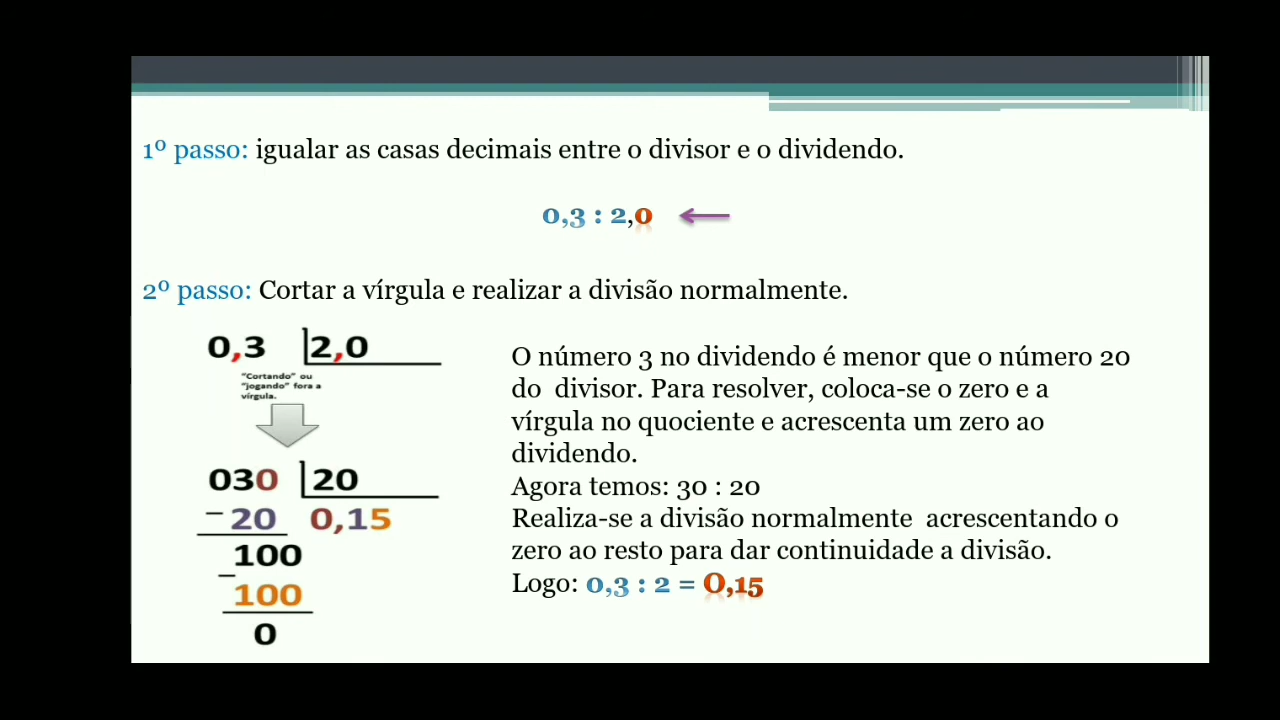 1º passo: igualar as casas decimais entre o divisor e o dividendo.
0,3 : 2,0
2º passo: Cortar a vírgula e realizar a divisão normalmente.
0,3 2,0
“Cortando” ou
“jogando” fora a
vírgula.
030 20
– 20 0,15
100
–
100
0
O número 3 no dividendo é menor que o número 20
do divisor. Para resolver, coloca-se o zero e a
vírgula no quociente e acrescenta um zero ao
dividendo.
Agora temos: 30 : 20
Realiza-se a divisão normalmente acrescentando o
zero ao resto para dar continuidade a divisão.
Logo: 0,3 : 2 = 0,15